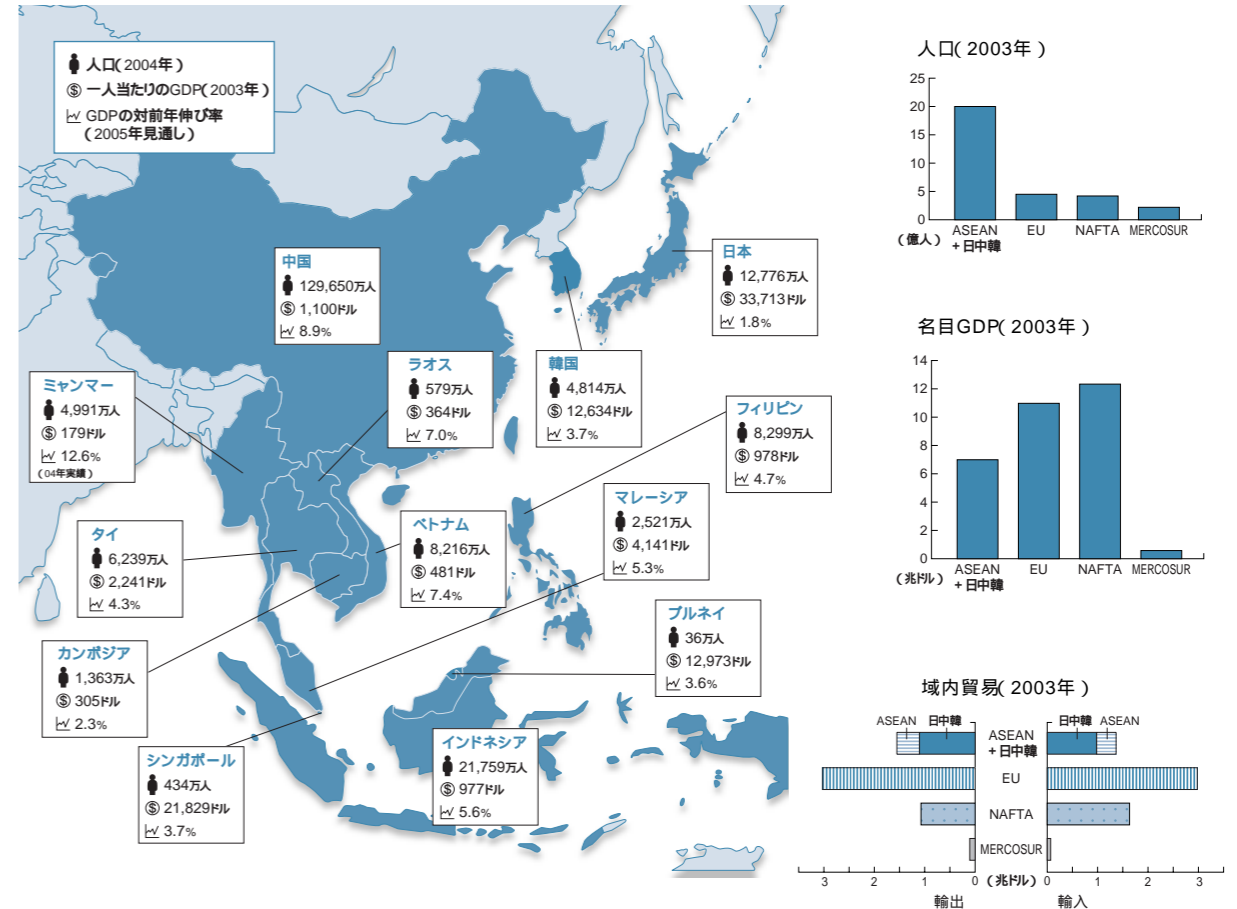 人口(2004年)
一人当たりのGDP(2003年)
GDPの対前年伸び率
(2005年見通し)
中国
129,650万人
1,100ドル
8.9%
日本
12,776万人
33,713ドル
1.8%
ミャンマー
4,991万人
179ドル
12.6%
(04年実績)
ラオス
579万人
364ドル
7.0%
韓国
4,814万人
12,634ドル
3.7%
フィリピン
8,299万人
978ドル
4.7%
タイ
6,239万人
2,241ドル
4.3%
ベトナム
8,216万人
481ドル
7.4%
マレーシア
2,521万人
4,141ドル
5.3%
カンボジア
1,363万人
305ドル
2.3%
ブルネイ
36万人
12,973ドル
3.6%
シンガポール
434万人
21,829ドル
3.7%
インドネシア
21,759万人
977ドル
5.6%
人口(2003年)
25
20
15
10
5
0
(億人)
ASEAN
+日中韓
EU
NAFTA
MERCOSUR
名目GDP(2003年)
14
12
10
8
6
4
2
0
(兆ドル)
ASEAN
+日中韓
EU
NAFTA
MERCOSUR
域内貿易(2003年)
ASEAN 日中韓 日中韓 ASEAN
ASEAN
+日中韓
EU
NAFTA
MERCOSUR
3 2 1 0 (兆ドル) 0 1 2 3
輸出 輸入